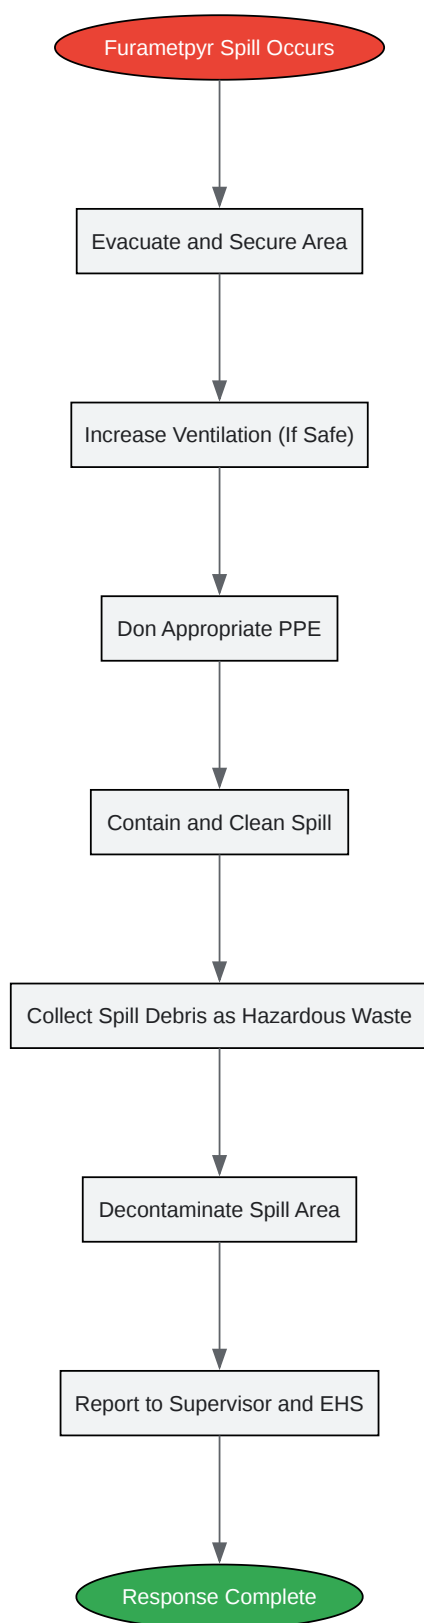 Furametpyr Spill Occurs
Evacuate and Secure Area
Increase Ventilation (If Safe)
Don Appropriate PPE
Contain and Clean Spill
Collect Spill Debris as Hazardous Waste
Decontaminate Spill Area
Report to Supervisor and EHS
Response Complete